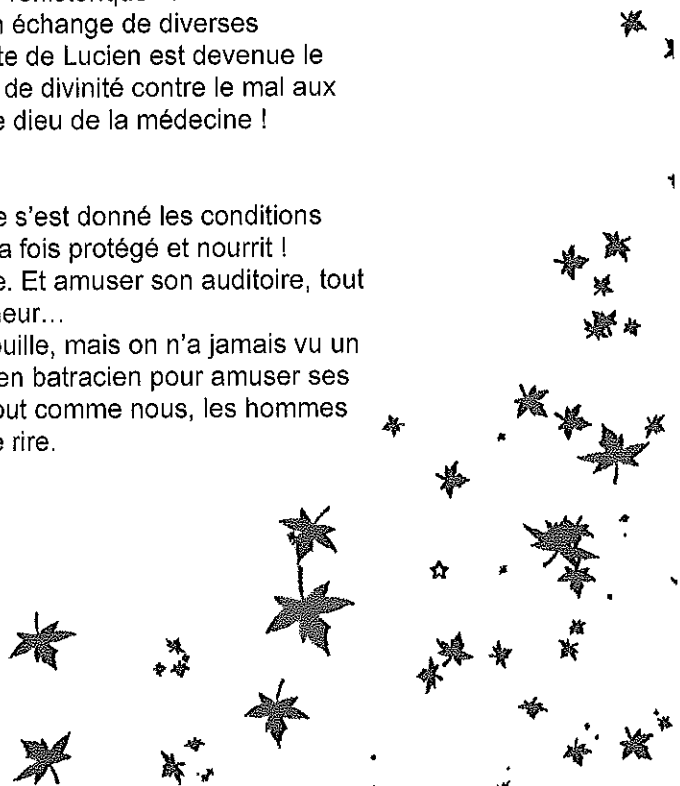 n échange de diverses
te de Lucien est devenue le
de divinité contre le mal aux
e dieu de la médecine !
e s'est donné les conditions
a fois protégé et nourrit !
e. Et amuser son auditoire, tout
eur...
uille, mais on n'a jamais vu un
en batracien pour amuser ses
out comme nous, les hommes
e rire.